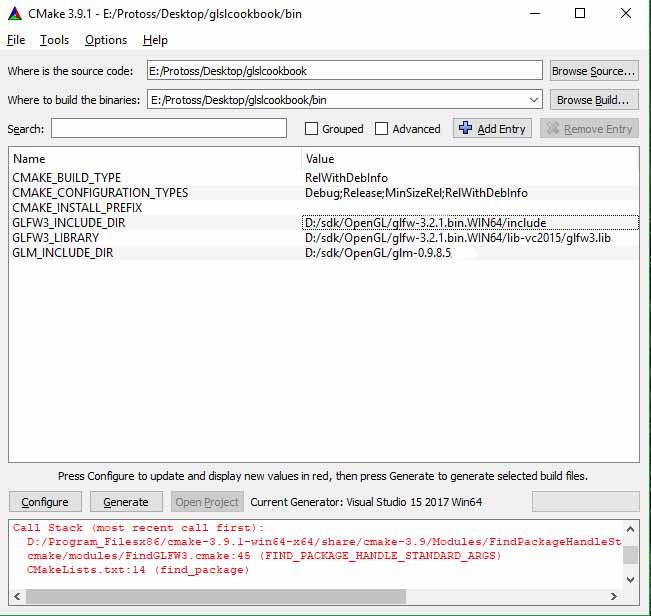 CMake 3.9.1 - E:/Protoss/Desktop/glslcookbook/bin
File Tools Options Help
Where is the source code: E:/Protoss/Desktop/glslcookbook Browse Source...
Where to build the binaries: E:/Protoss/Desktop/glslcookbook/bin Browse Build...
Search: Grouped Advanced Add Entry Remove Entry
Name Value
CMAKE_BUILD_TYPE RelWithDebInfo
CMAKE_CONFIGURATION_TYPES Debug;Release;MinSizeRel;RelWithDebInfo
CMAKE_INSTALL_PREFIX
GLFW3_INCLUDE_DIR D:/sdk/OpenGL/glfw-3.2.1.bin.WIN64/include
GLFW3_LIBRARY D:/sdk/OpenGL/glfw-3.2.1.bin.WIN64/lib-vc2015/glfw3.lib
GLM_INCLUDE_DIR D:/sdk/OpenGL/glm-0.9.8.5
Press Configure to update and display new values in red, then press Generate to generate selected build files.
Configure Generate Open Project Current Generator: Visual Studio 15 2017 Win64
Call Stack (most recent call first):
D:/Program_Filesx86/cmake-3.9.1-win64-x64/share/cmake-3.9/Modules/FindPackageHandleSt
cmake/modules/FindGLFW3.cmake:45 (FIND_PACKAGE_HANDLE_STANDARD_ARGS)
CMakeLists.txt:14 (find_package)